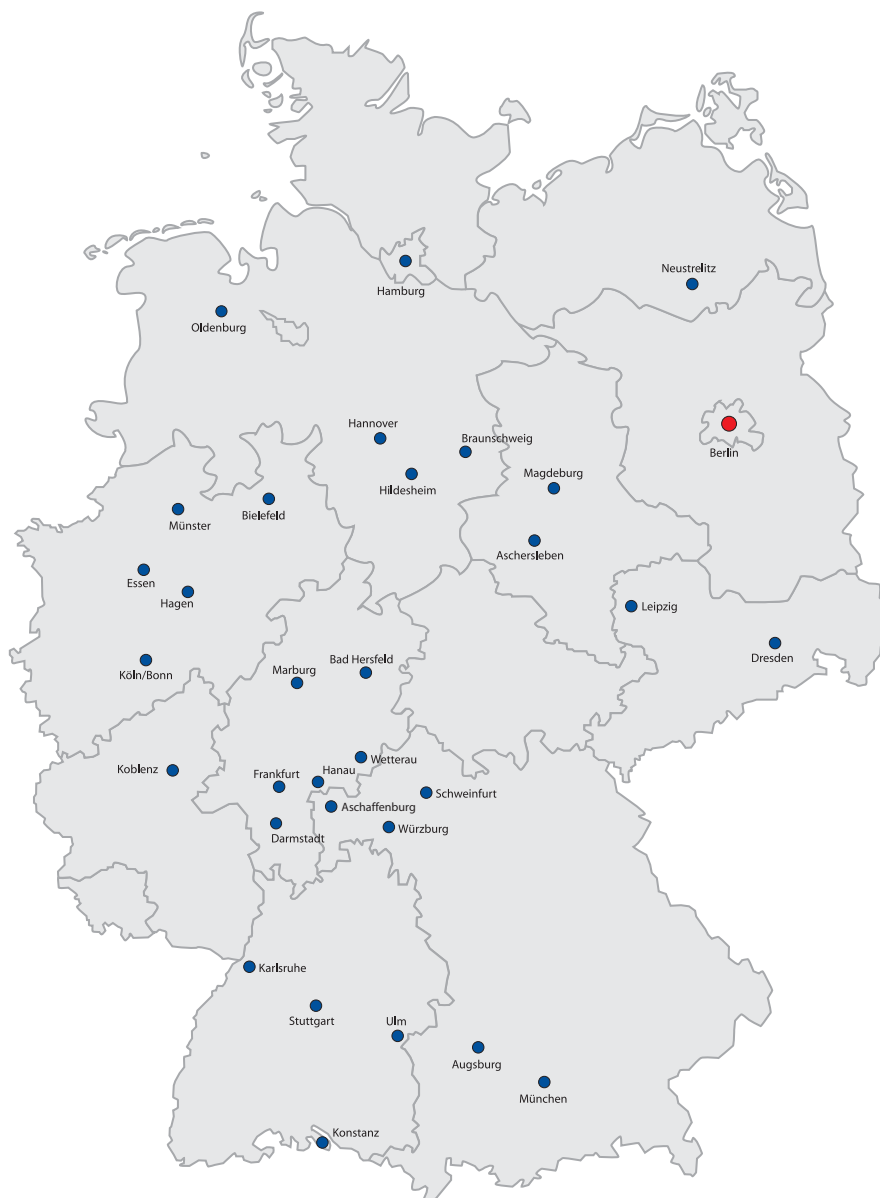 Hamburg
Neustrelitz
Oldenburg
Hannover
Braunschweig
Berlin
Hildesheim
Magdeburg
Bielefeld
Münster
Aschersleben
Essen
Hagen
Leipzig
Dresden
Köln/Bonn
Marburg
Bad Hersfeld
Koblenz
Wetterau
Frankfurt
Hanau
Schweinfurt
Aschaffenburg
Würzburg
Darmstadt
Karlsruhe
Stuttgart
Ulm
Augsburg
München
Konstanz